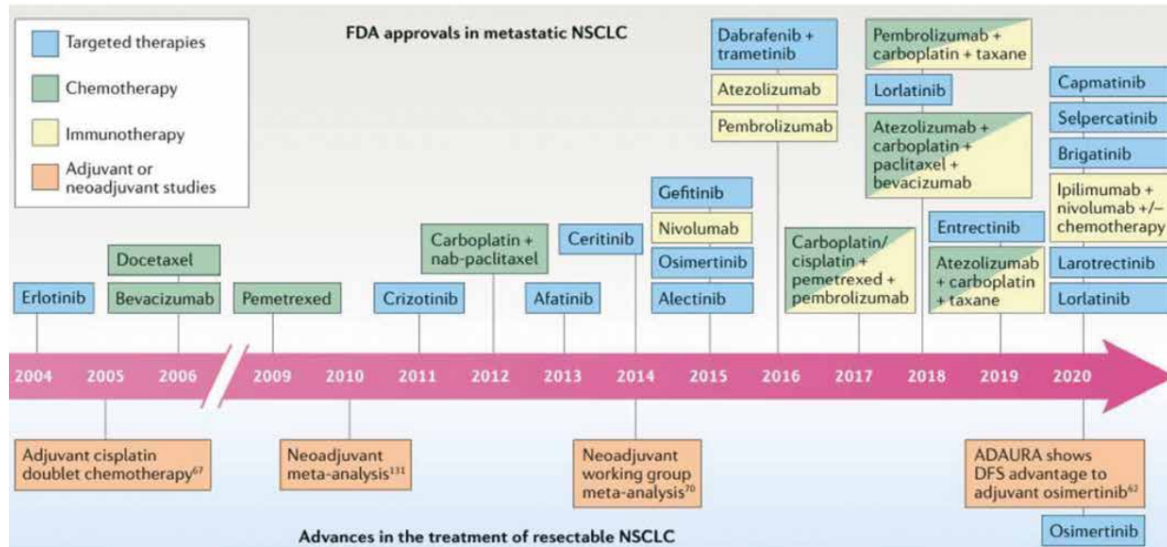 FDA approvals in metastatic NSCLC
Targeted therapies
Chemotherapy
Immunotherapy
Adjuvant or
neoadjuvant studies
Erlotinib
Docetaxel
Bevacizumab
Pemetrexed
Crizotinib
Carboplatin +
nab-paclitaxel
Afatinib
Ceritinib
Gefitinib
Nivolumab
Osimertinib
Alectinib
Dabrafenib +
trametinib
Atezolizumab
Pembrolizumab
Carboplatin/
cisplatin +
pemetrexed +
pembrolizumab
Pembrolizumab +
carboplatin + taxane
Lorlatinib
Atezolizumab +
carboplatin +
paclitaxel +
bevacizumab
Entrectinib
Atezolizumab
+ carboplatin
+ taxane
Capmatinib
Selpercatinib
Brigatinib
Ipilimumab +
nivolumab +/–
chemotherapy
Larotrectinib
Lorlatinib
2004 2005 2006 2009 2010 2011 2012 2013 2014 2015 2016 2017 2018 2019 2020
Adjuvant cisplatin
doublet chemotherapy⁶⁷
Neoadjuvant
meta-analysis¹³¹
Neoadjuvant
working group
meta-analysis⁷⁰
ADAURA shows
DFS advantage to
adjuvant osimertinib⁶²
Osimertinib
Advances in the treatment of resectable NSCLC